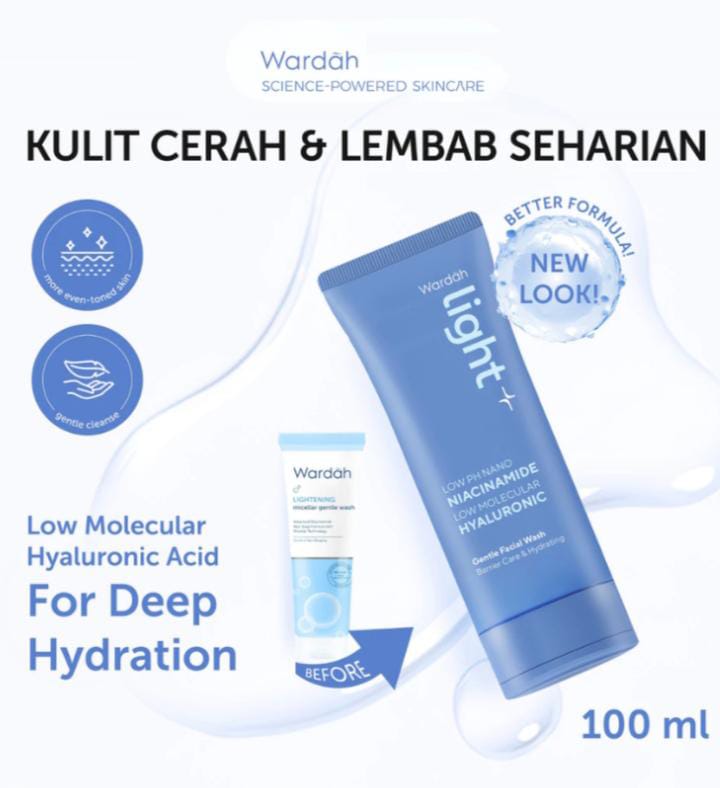 Wardah
SCIENCE-POWERED SKINCARE
KULIT CERAH & LEMBAB SEHARIAN
more even-toned skin
gentle cleanse
BETTER FORMULA!
NEW
LOOK!
Wardah
light+
LOW PH NANO
NIACINAMIDE
LOW MOLECULAR
HYALURONIC
Gentle Facial Wash
Barrier Care & Hydrating
Wardah
LIGHTENING
micellar gentle wash
BEFORE
Low Molecular
Hyaluronic Acid
For Deep
Hydration
100 ml